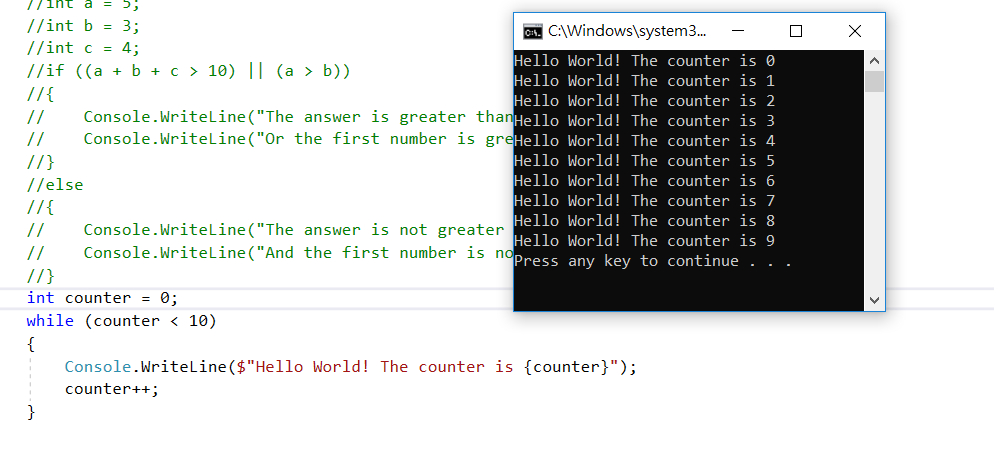 //int a = 5;
//int b = 3;
//int c = 4;
//if ((a + b + c > 10) || (a > b))
//{
//    Console.WriteLine("The answer is greater than
//    Console.WriteLine("Or the first number is gre
//}
//else
//{
//    Console.WriteLine("The answer is not greater
//    Console.WriteLine("And the first number is no
//}
int counter = 0;
while (counter < 10)
{
    Console.WriteLine($"Hello World! The counter is {counter}");
    counter++;
}
C:\Windows\system3...
Hello World! The counter is 0
Hello World! The counter is 1
Hello World! The counter is 2
Hello World! The counter is 3
Hello World! The counter is 4
Hello World! The counter is 5
Hello World! The counter is 6
Hello World! The counter is 7
Hello World! The counter is 8
Hello World! The counter is 9
Press any key to continue . . .